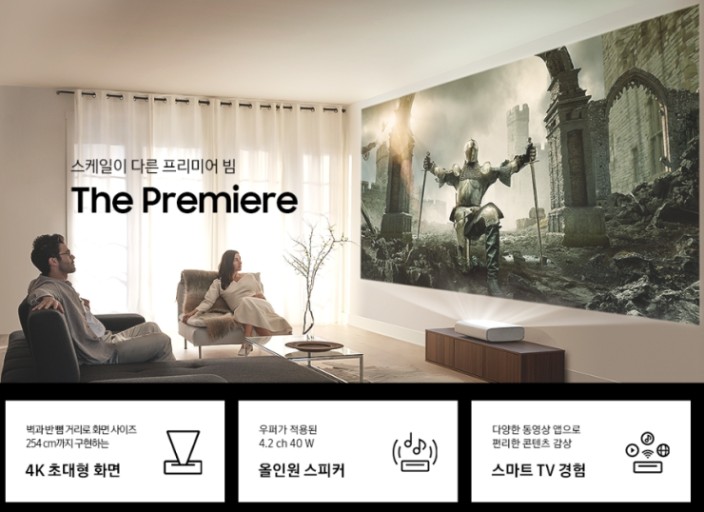 스케일이 다른 프리미어 빔
The Premiere
벽과 반 뼘 거리로 화면 사이즈
254 cm까지 구현하는
4K 초대형 화면
우퍼가 적용된
4.2 ch 40 W
올인원 스피커
다양한 동영상 앱으로
편리한 콘텐츠 감상
스마트 TV 경험